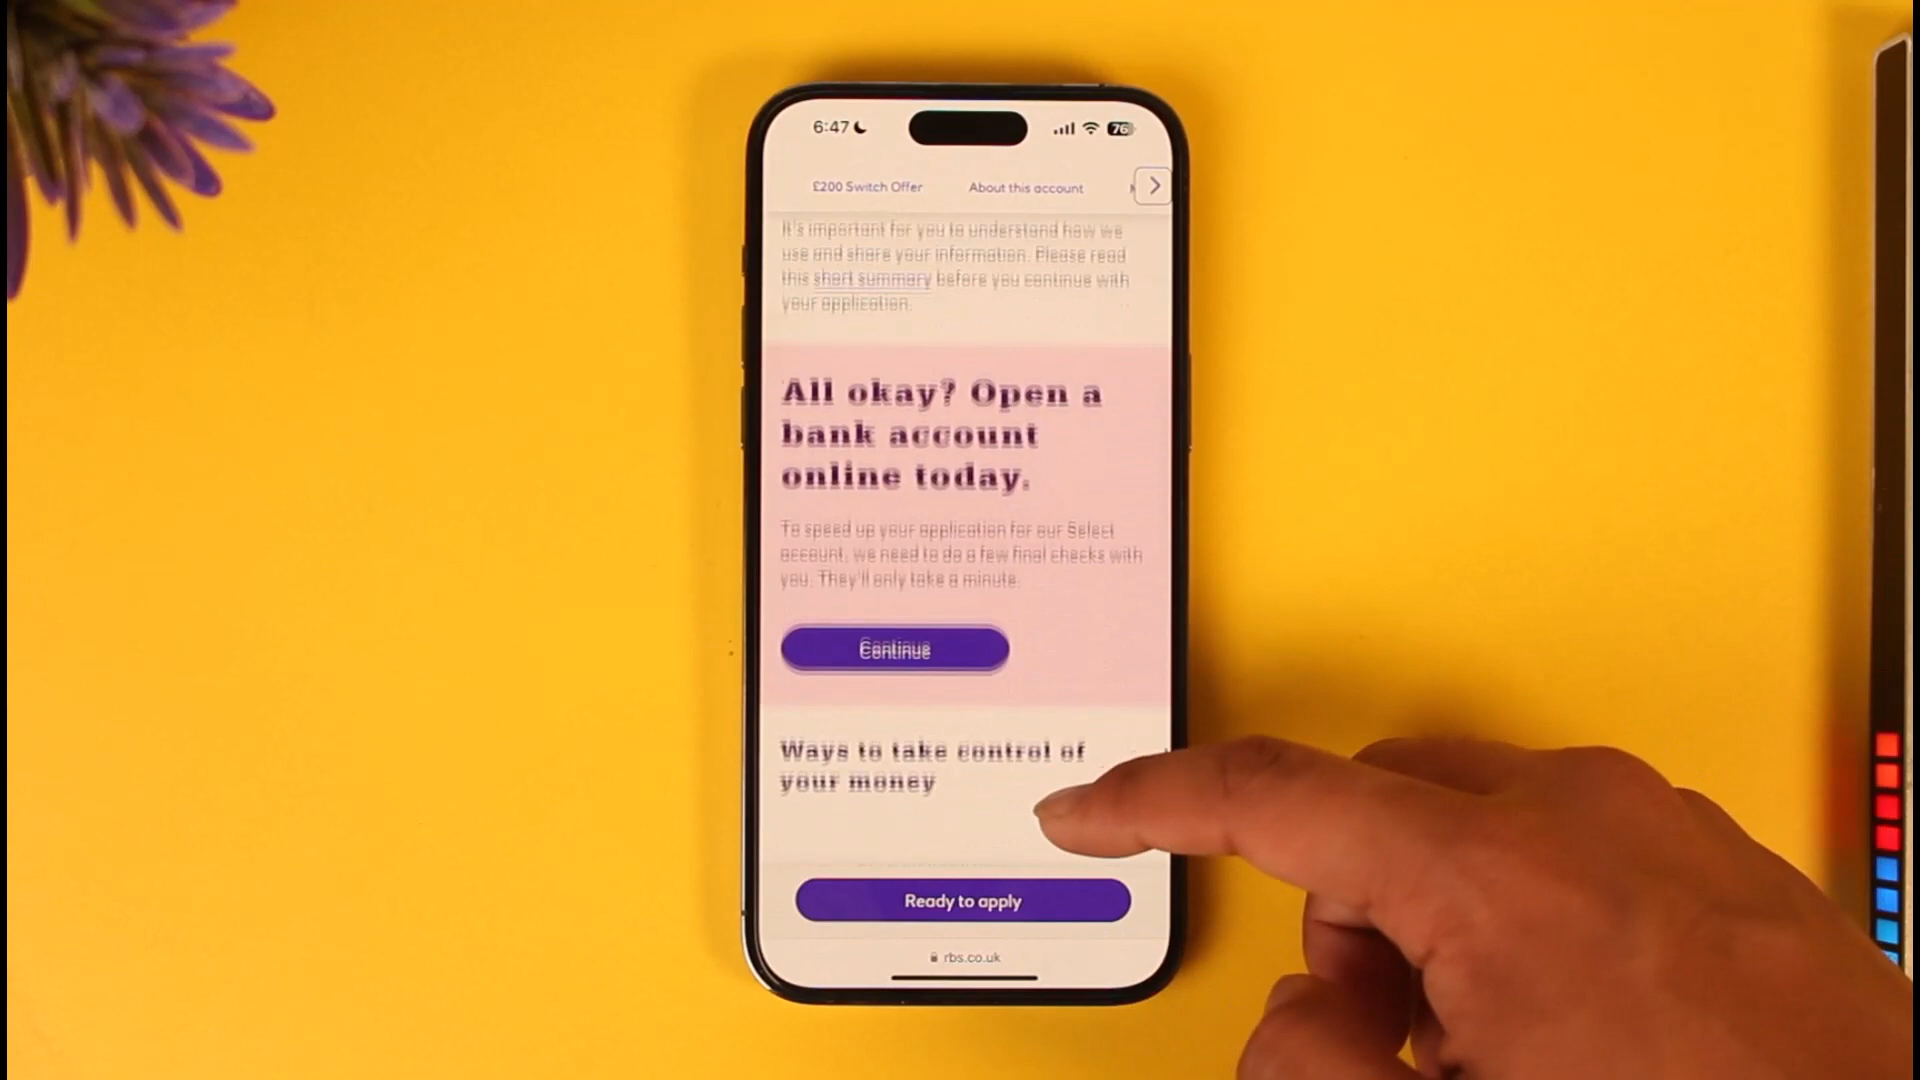 6:47
76
£200 Switch Offer About this account
It's important for you to understand how we
use and share your information. Please read
this short summary before you continue with
your application.
All okay? Open a
bank account
online today.
To speed up your application for our Select
account, we need to do a few final checks with
you. They'll only take a minute.
Continue
Ways to take control of
your money
Ready to apply
rbs.co.uk